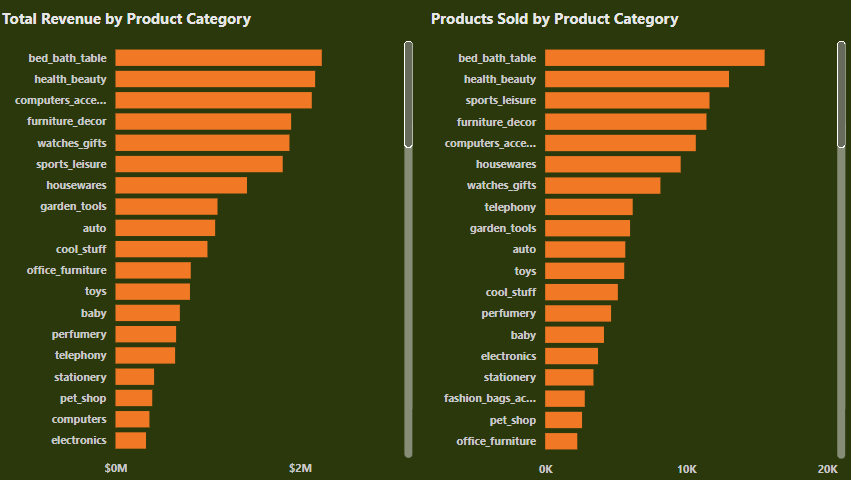 Total Revenue by Product Category
bed_bath_table
health_beauty
computers_acce...
furniture_decor
watches_gifts
sports_leisure
housewares
garden_tools
auto
cool_stuff
office_furniture
toys
baby
perfumery
telephony
stationery
pet_shop
computers
electronics
$0M $2M
Products Sold by Product Category
bed_bath_table
health_beauty
sports_leisure
furniture_decor
computers_acce...
housewares
watches_gifts
telephony
garden_tools
auto
toys
cool_stuff
perfumery
baby
electronics
stationery
fashion_bags_ac...
pet_shop
office_furniture
0K 10K 20K